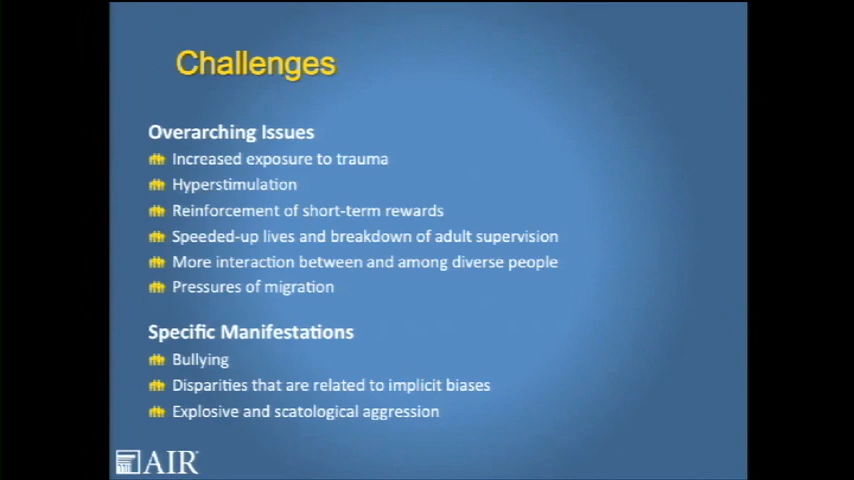 Challenges
Overarching Issues
Increased exposure to trauma
Hyperstimulation
Reinforcement of short-term rewards
Speeded-up lives and breakdown of adult supervision
More interaction between and among diverse people
Pressures of migration
Specific Manifestations
Bullying
Disparities that are related to implicit biases
Explosive and scatological aggression
AIR